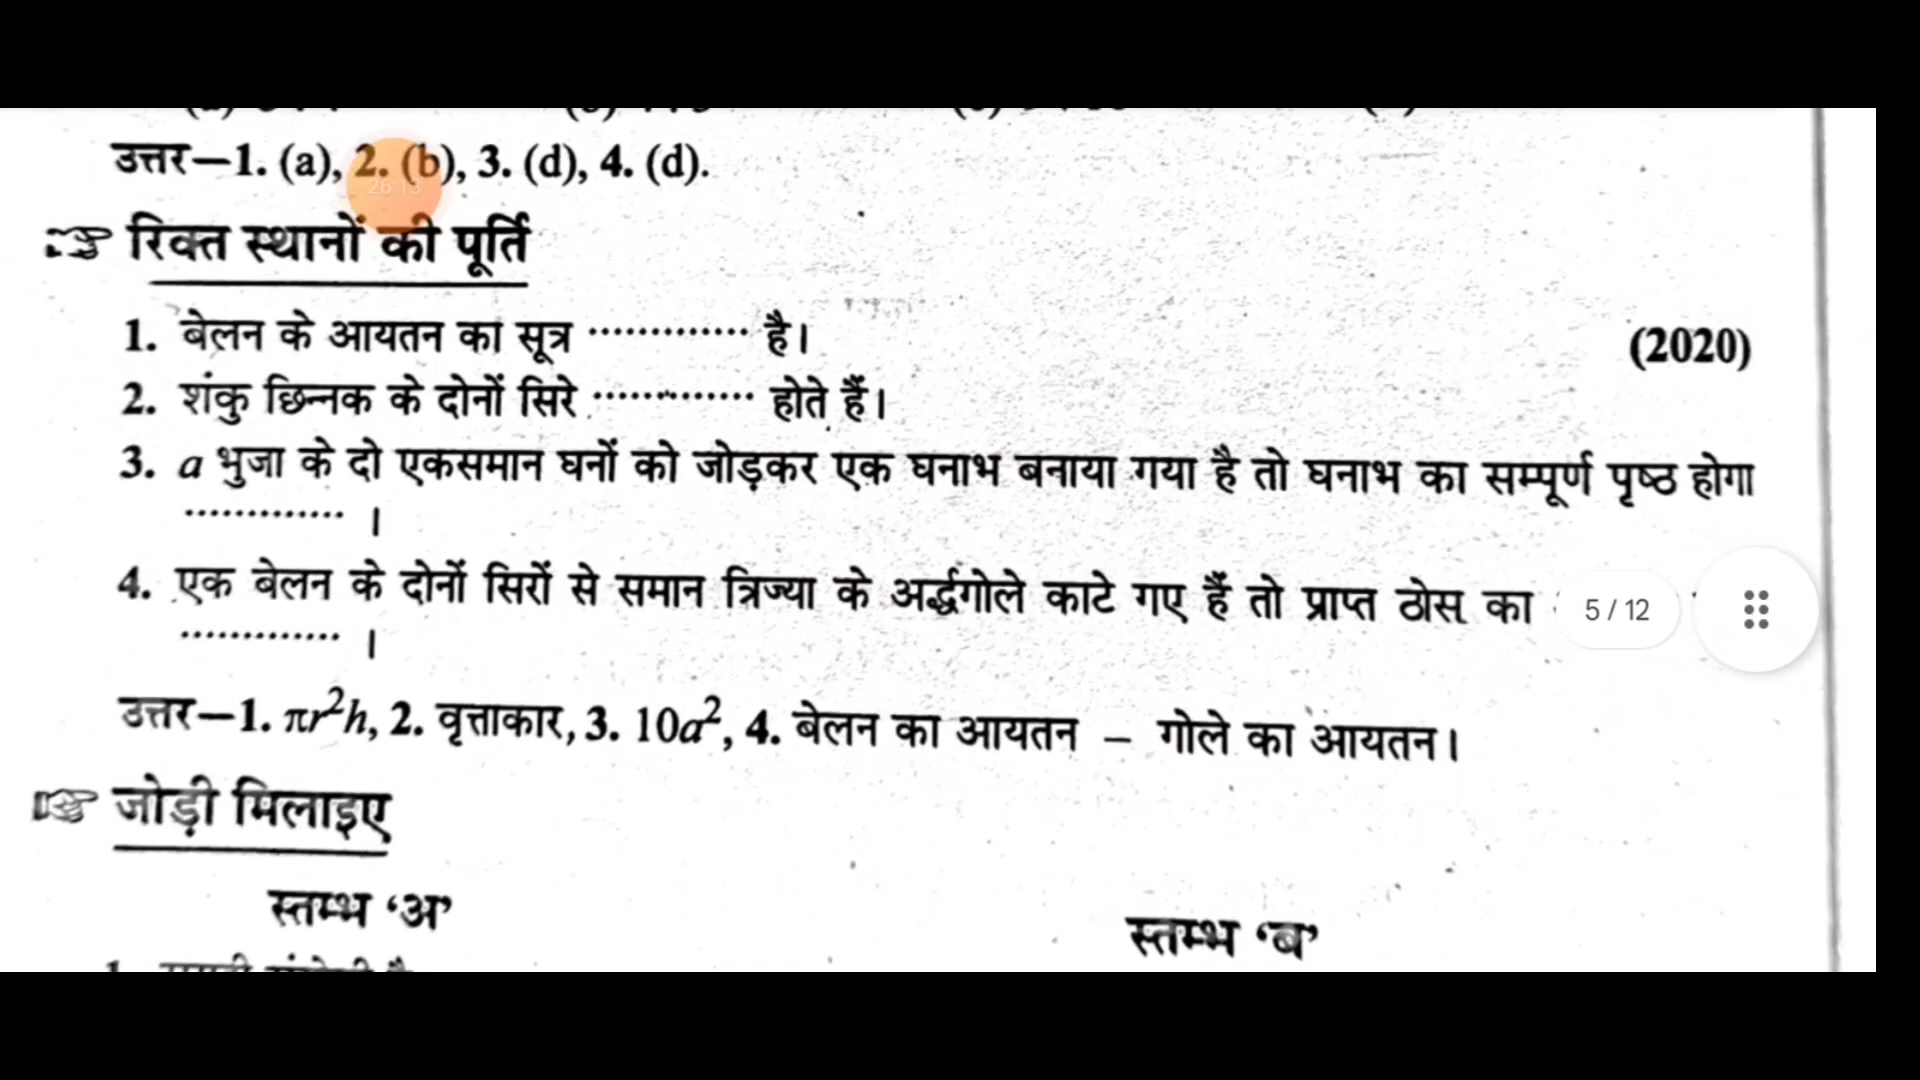 उत्तर—1. (a), 2. (b), 3. (d), 4. (d).
26:13
रिक्त स्थानों की पूर्ति
1. बेलन के आयतन का सूत्र ............. है। (2020)
2. शंकु छिन्नक के दोनों सिरे ............. होते हैं।
3. a भुजा के दो एकसमान घनों को जोड़कर एक घनाभ बनाया गया है तो घनाभ का सम्पूर्ण पृष्ठ होगा
............. ।
4. एक बेलन के दोनों सिरों से समान त्रिज्या के अर्द्धगोले काटे गए हैं तो प्राप्त ठोस का
5 / 12
............. ।
उत्तर—1. πr²h, 2. वृत्ताकार, 3. 10a², 4. बेलन का आयतन – गोले का आयतन।
जोड़ी मिलाइए
स्तम्भ ‘अ’
स्तम्भ ‘ब’